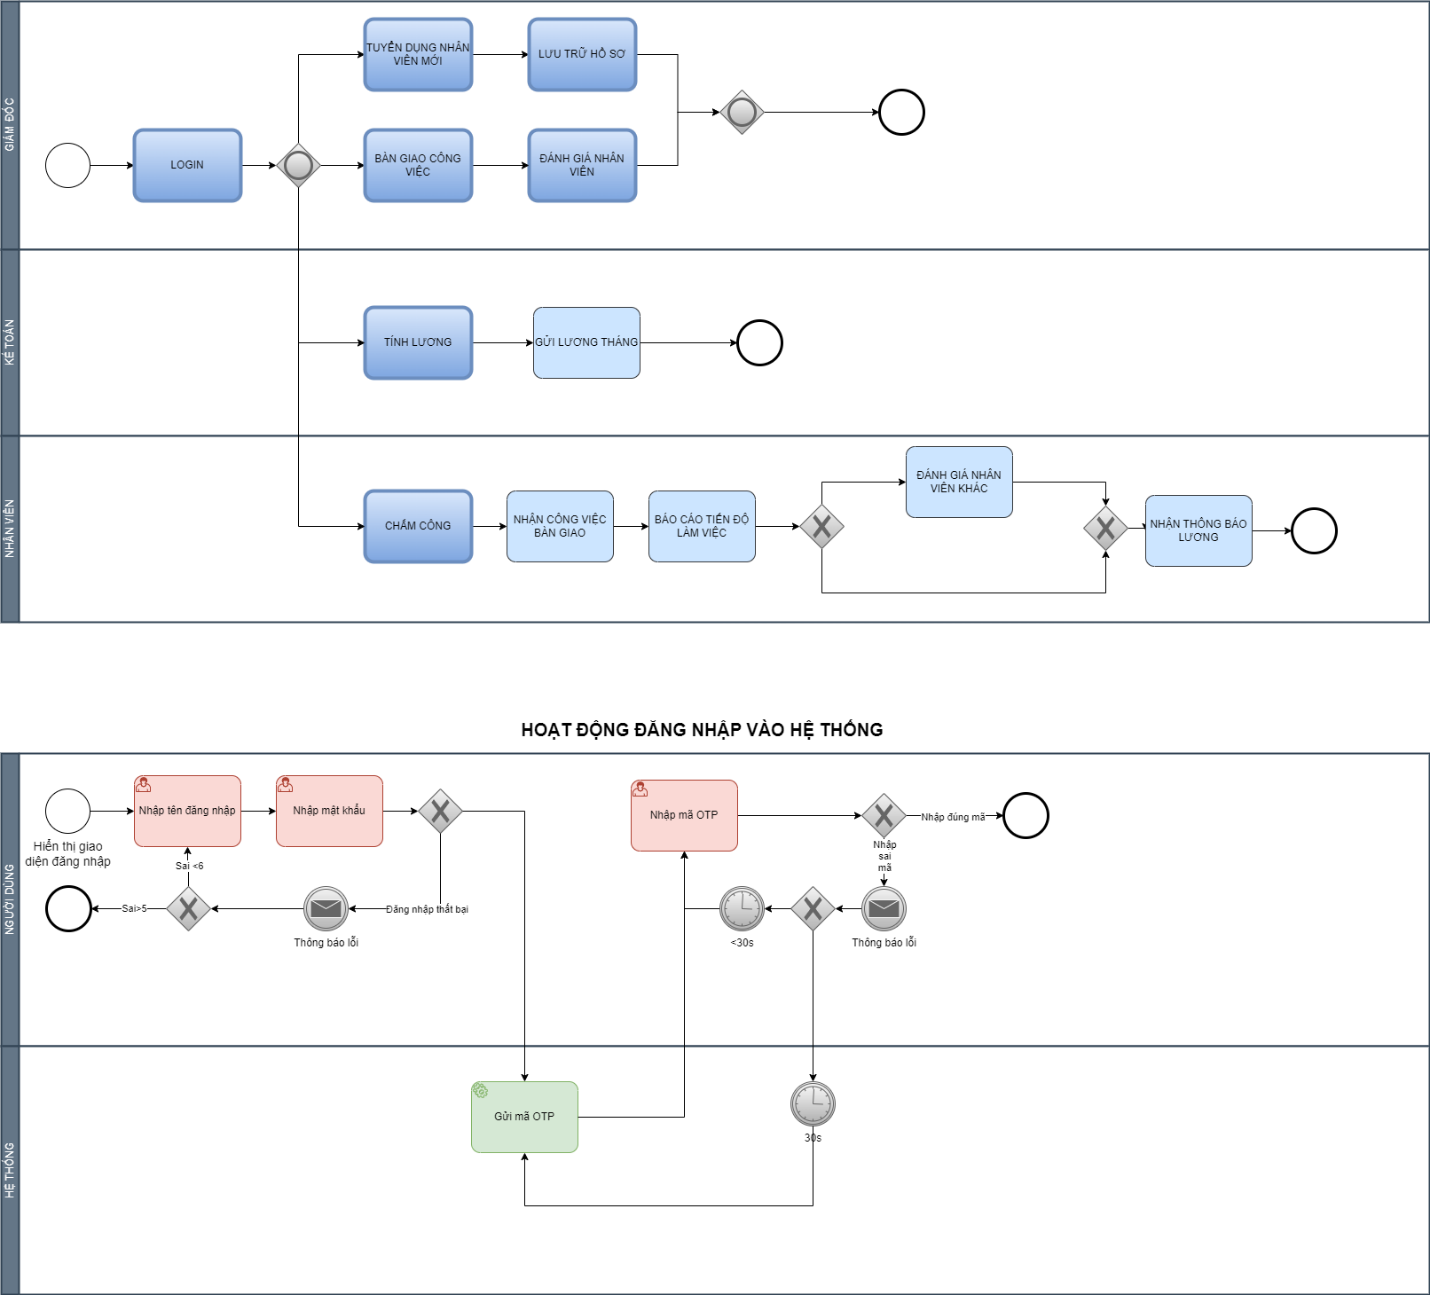 GIÁM ĐỐC
TUYỂN DỤNG NHÂN
VIÊN MỚI
LƯU TRỮ HỒ SƠ
LOGIN
BÀN GIAO CÔNG
VIỆC
ĐÁNH GIÁ NHÂN
VIÊN
KẾ TOÁN
TÍNH LƯƠNG
GỬI LƯƠNG THÁNG
NHÂN VIÊN
CHẤM CÔNG
NHẬN CÔNG VIỆC
BÀN GIAO
BÁO CÁO TIẾN ĐỘ
LÀM VIỆC
ĐÁNH GIÁ NHÂN
VIÊN KHÁC
NHẬN THÔNG BÁO
LƯƠNG
HOẠT ĐỘNG ĐĂNG NHẬP VÀO HỆ THỐNG
NGƯỜI DÙNG
Hiển thị giao
diện đăng nhập
Nhập tên đăng nhập
Nhập mật khẩu
Sai <6
Sai>5
Thông báo lỗi
Đăng nhập thất bại
Nhập mã OTP
Nhập đúng mã
Nhập
sai
mã
<30s
Thông báo lỗi
HỆ THỐNG
Gửi mã OTP
30s